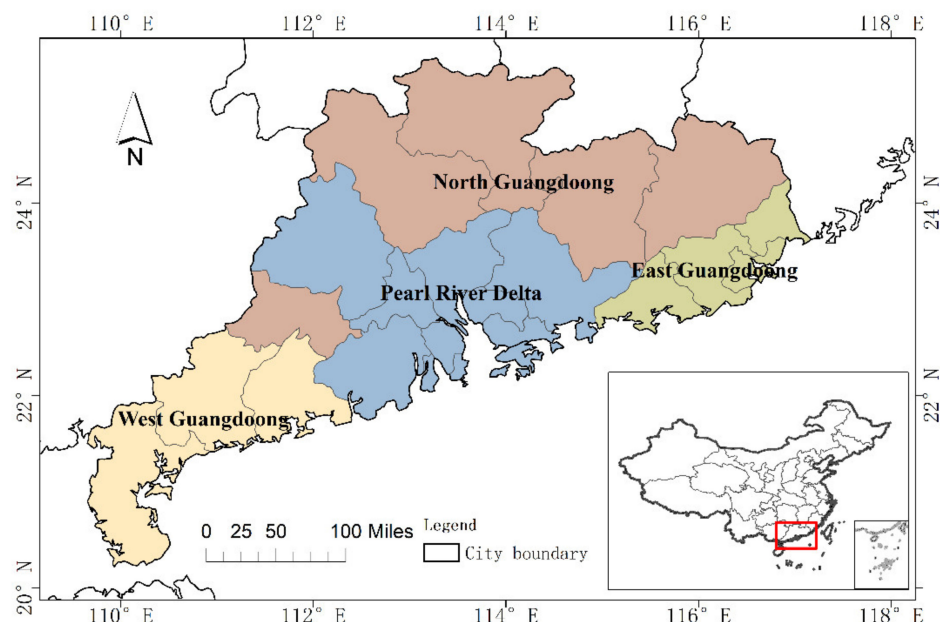 110° E 112° E 114° E 116° E 118° E
N
24° N 24° N
North Guangdoong
East Guangdoong
Pearl River Delta
22° N 22° N
West Guangdoong
0 25 50 100 Miles
Legend
City boundary
20° N 20° N
110° E 112° E 114° E 116° E 118° E